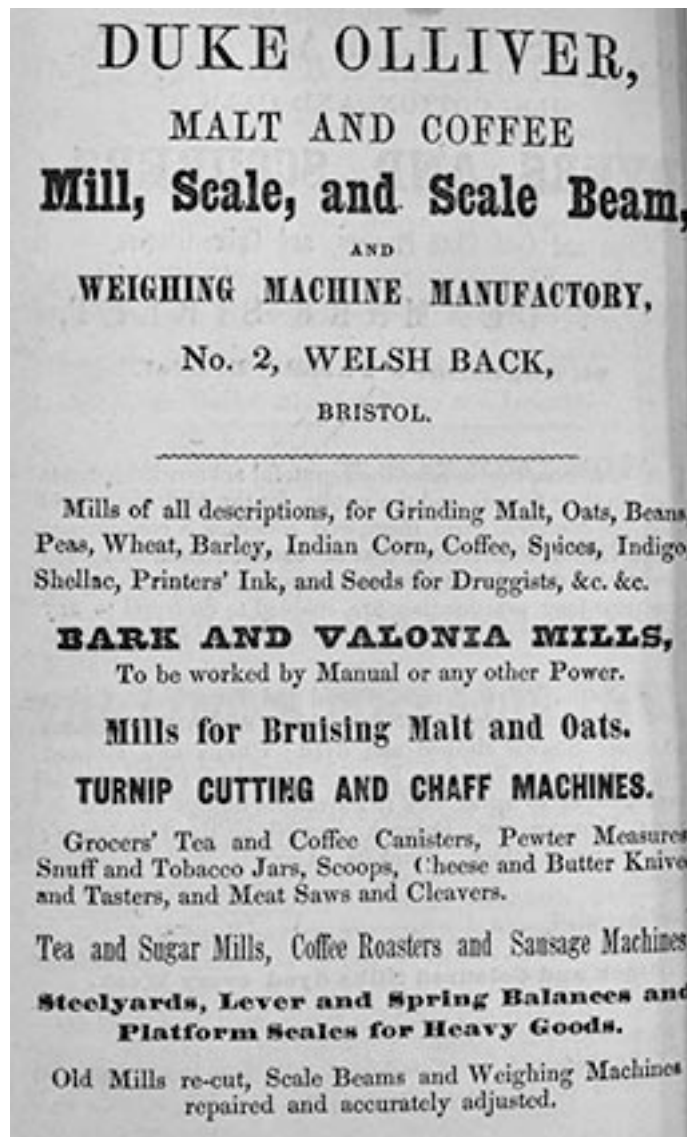 DUKE OLLIVER,
MALT AND COFFEE
Mill, Scale, and Scale Beam,
AND
WEIGHING MACHINE MANUFACTORY,
No. 2, WELSH BACK,
BRISTOL.
Mills of all descriptions, for Grinding Malt, Oats, Beans
Peas, Wheat, Barley, Indian Corn, Coffee, Spices, Indigo
Shellac, Printers' Ink, and Seeds for Druggists, &c. &c.
BARK AND VALONIA MILLS,
To be worked by Manual or any other Power.
Mills for Bruising Malt and Oats.
TURNIP CUTTING AND CHAFF MACHINES.
Grocers' Tea and Coffee Canisters, Pewter Measures
Snuff and Tobacco Jars, Scoops, Cheese and Butter Knive
and Tasters, and Meat Saws and Cleavers.
Tea and Sugar Mills, Coffee Roasters and Sausage Machines
Steelyards, Lever and Spring Balances and
Platform Scales for Heavy Goods.
Old Mills re-cut, Scale Beams and Weighing Machines
repaired and accurately adjusted.